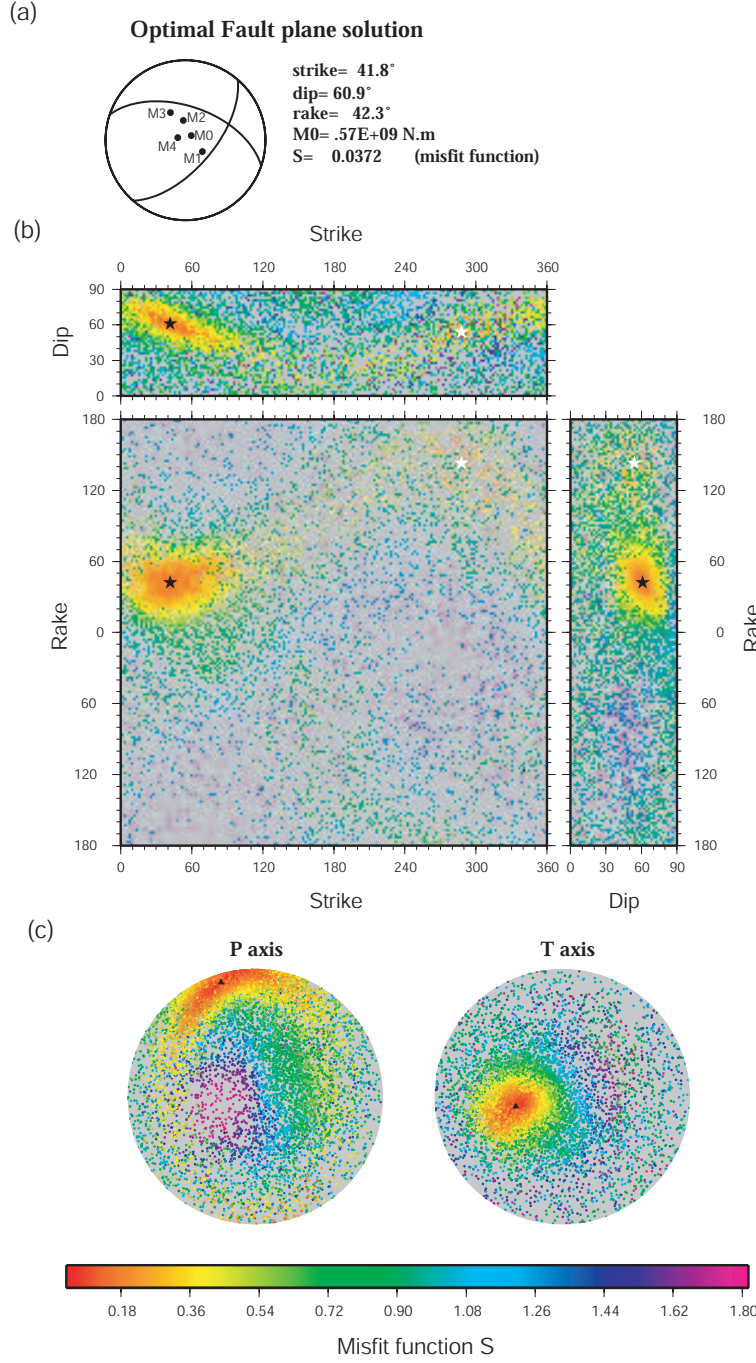 (a)
Optimal Fault plane solution
strike= 41.8°
dip= 60.9°
rake= 42.3°
M0= .57E+09 N.m
S= 0.0372 (misfit function)
M3
M2
M0
M4
M1
(b)
Strike
0 60 120 180 240 300 360
90
60
30
0
Dip
180
120
60
0
60
120
180
Rake
180
120
60
0
60
120
180
Rake
0 60 120 180 240 300 360
0 30 60 90
Strike
Dip
(c)
P axis
T axis
0.18 0.36 0.54 0.72 0.90 1.08 1.26 1.44 1.62 1.80
Misfit function S